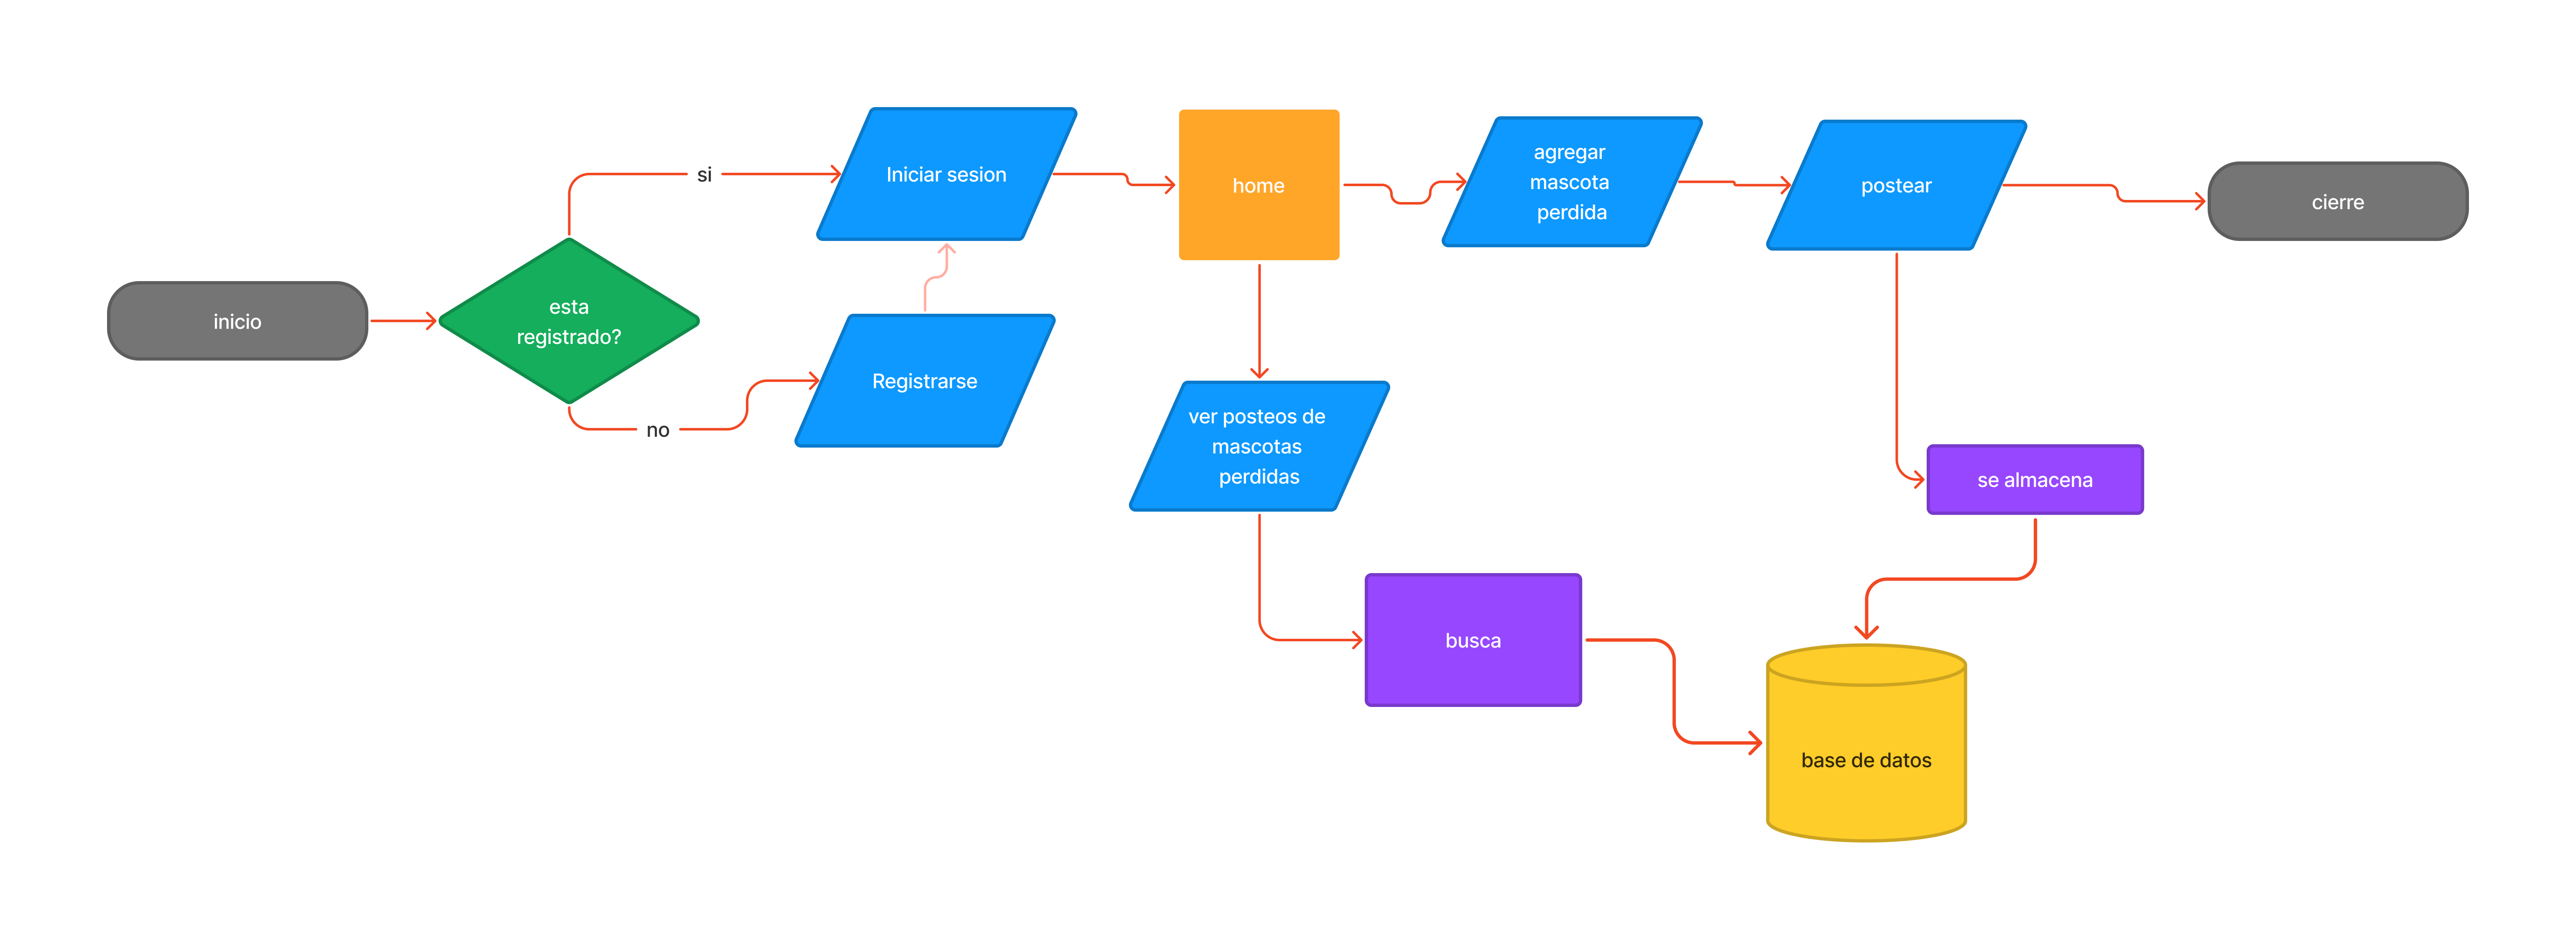 inicio
esta
registrado?
si
no
Iniciar sesion
Registrarse
home
ver posteos de
mascotas
perdidas
agregar
mascota
perdida
postear
cierre
se almacena
busca
base de datos